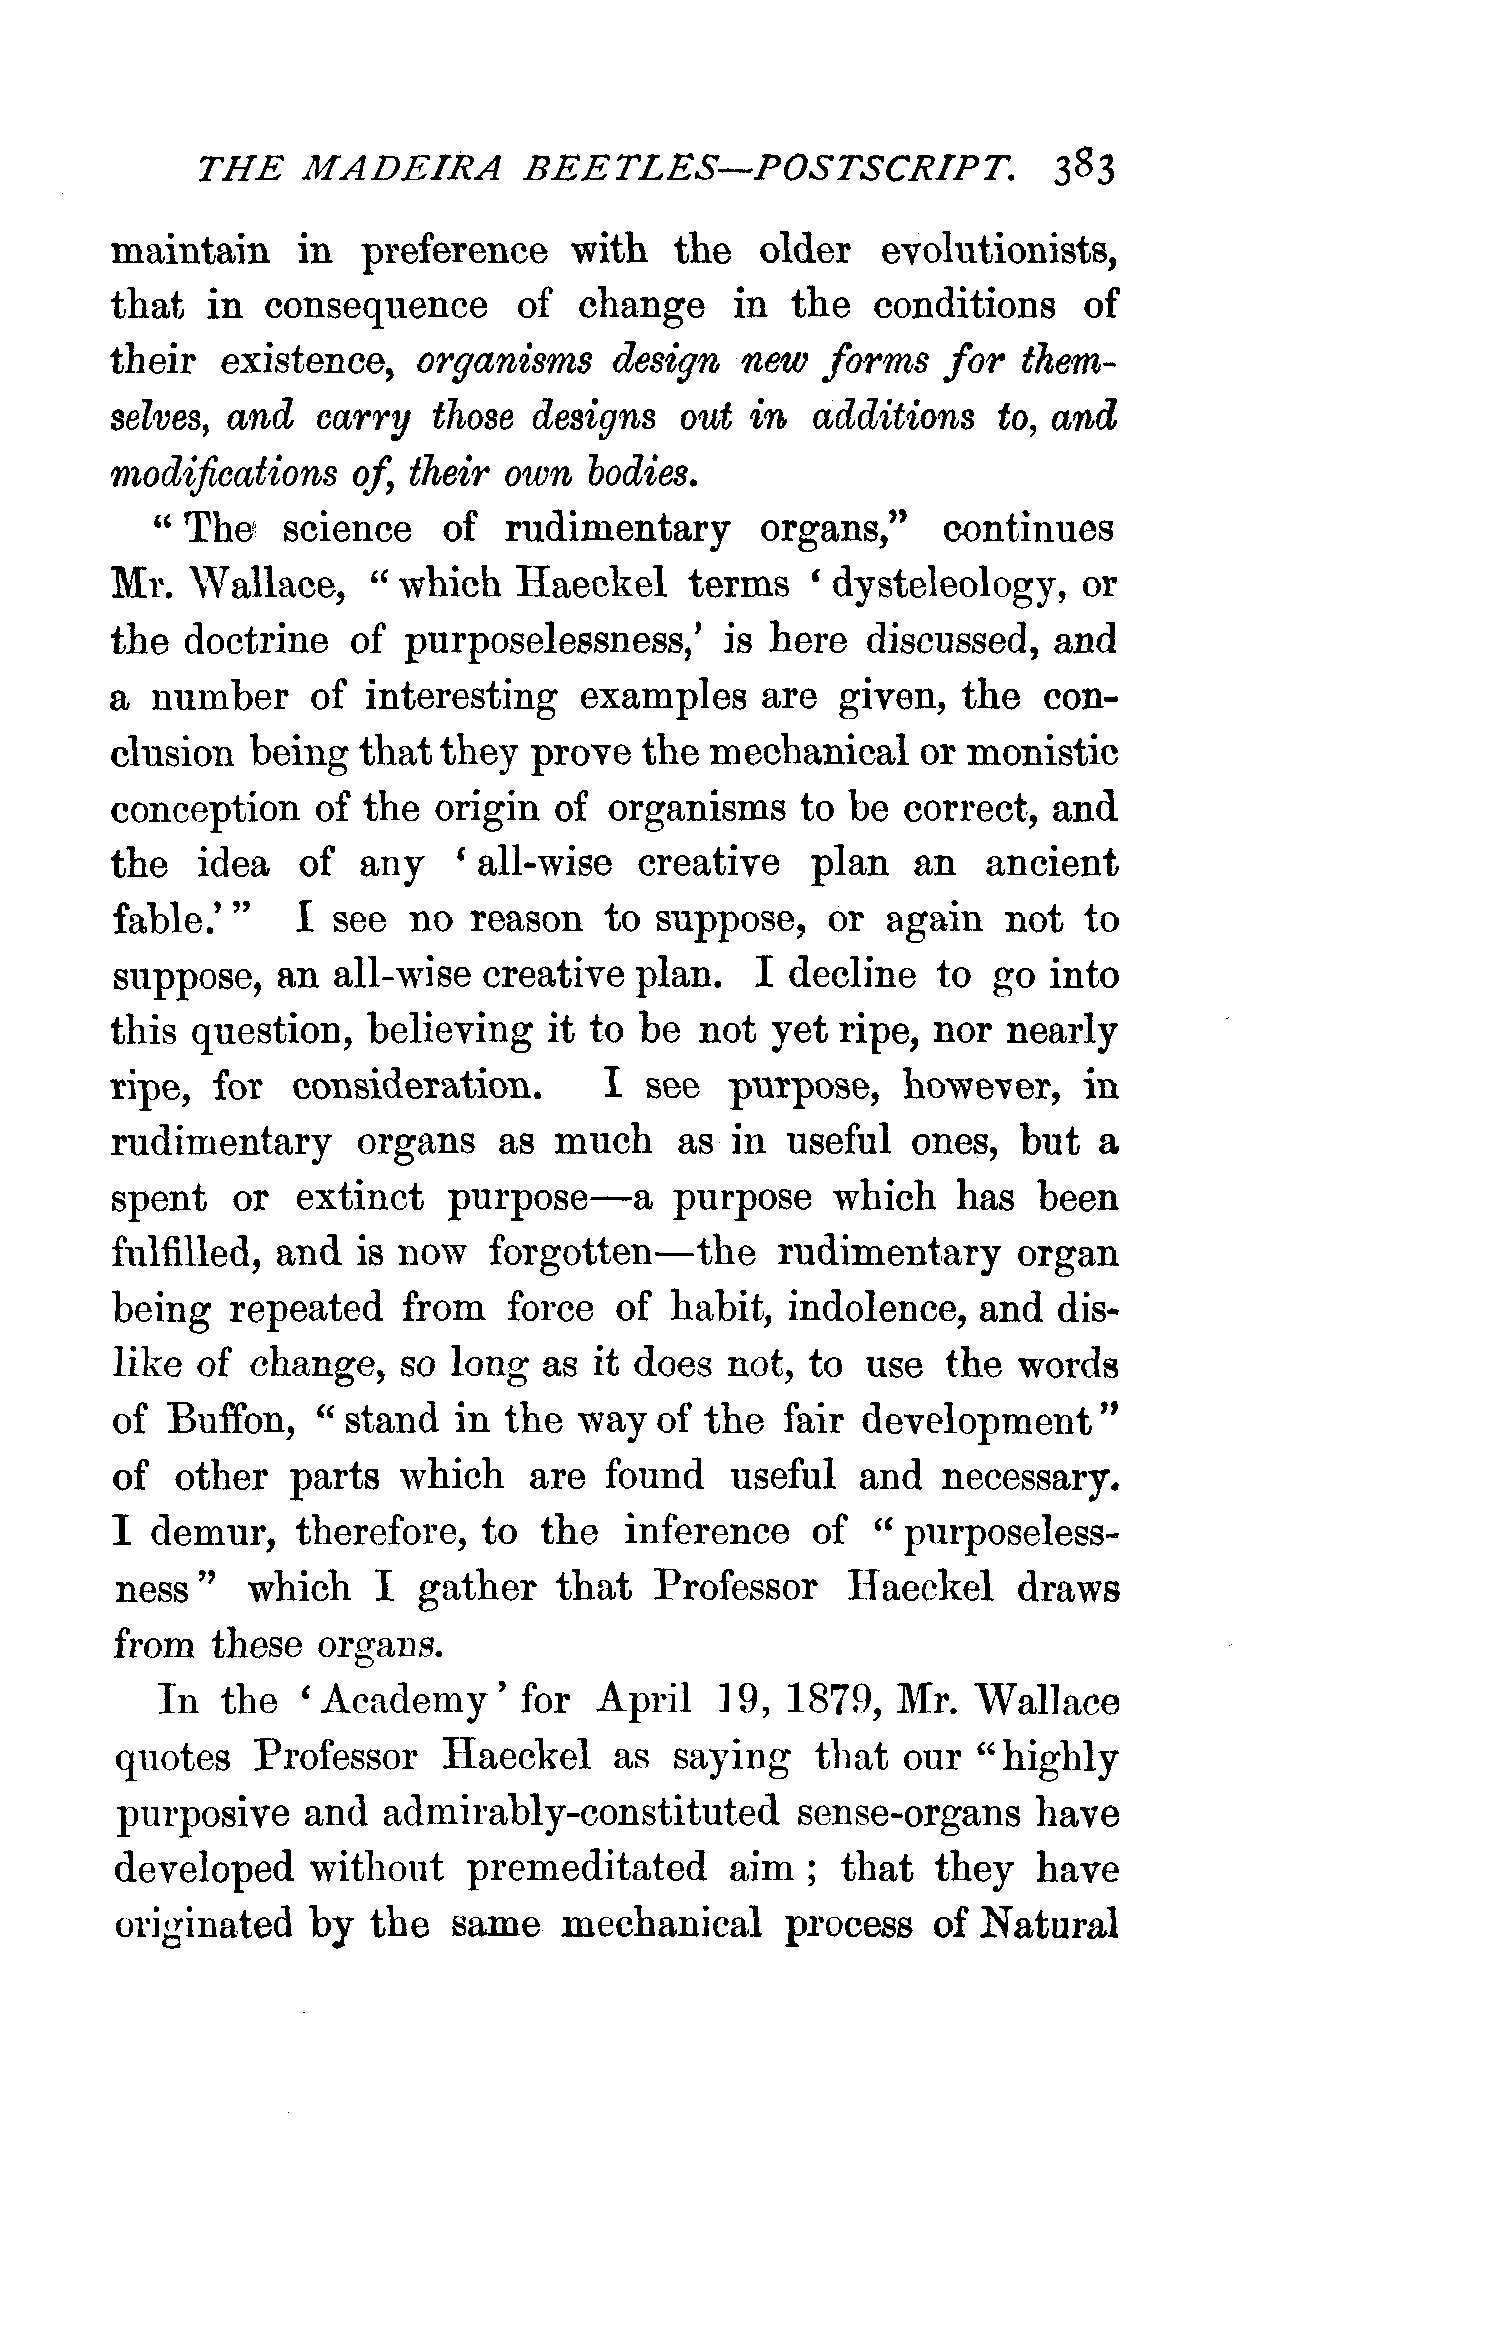 THE MADEIRA BEETLES—POSTSCRIPT. 383
maintain in preference with the older evolutionists,
that in consequence of change in the conditions of
their existence, organisms design new forms for them-
selves, and carry those designs out in additions to, and
modifications of, their own bodies.
“ The science of rudimentary organs,” continues
Mr. Wallace, “ which Haeckel terms ‘ dysteleology, or
the doctrine of purposelessness,’ is here discussed, and
a number of interesting examples are given, the con-
clusion being that they prove the mechanical or monistic
conception of the origin of organisms to be correct, and
the idea of any ‘ all-wise creative plan an ancient
fable.’ ” I see no reason to suppose, or again not to
suppose, an all-wise creative plan. I decline to go into
this question, believing it to be not yet ripe, nor nearly
ripe, for consideration. I see purpose, however, in
rudimentary organs as much as in useful ones, but a
spent or extinct purpose—a purpose which has been
fulfilled, and is now forgotten—the rudimentary organ
being repeated from force of habit, indolence, and dis-
like of change, so long as it does not, to use the words
of Buffon, “ stand in the way of the fair development”
of other parts which are found useful and necessary.
I demur, therefore, to the inference of “ purposeless-
ness ” which I gather that Professor Haeckel draws
from these organs.
In the ‘ Academy ’ for April 19, 1879, Mr. Wallace
quotes Professor Haeckel as saying that our “highly
purposive and admirably-constituted sense-organs have
developed without premeditated aim ; that they have
originated by the same mechanical process of Natural